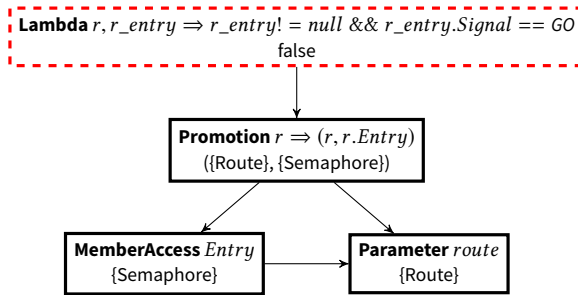 Lambda r, r_entry ⇒ r_entry! = null && r_entry.Signal == GO
false
Promotion r ⇒ (r, r.Entry)
({Route}, {Semaphore})
MemberAccess Entry
{Semaphore}
Parameter route
{Route}